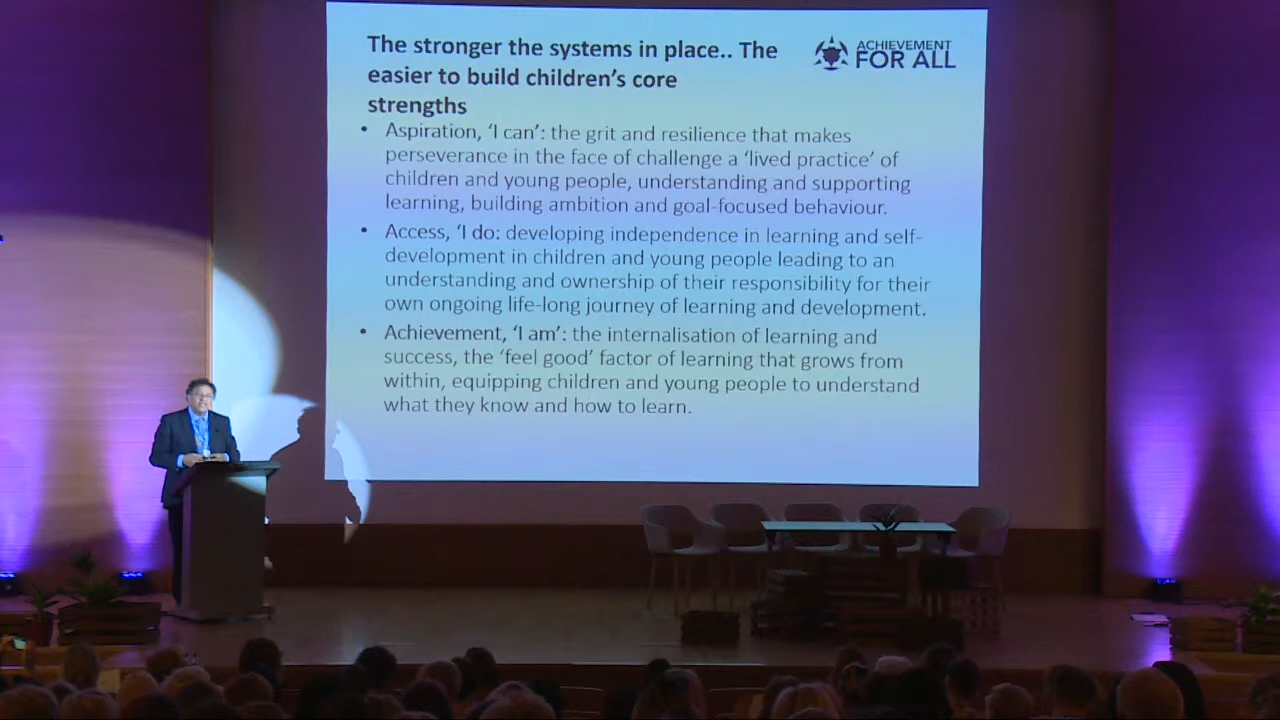 The stronger the systems in place.. The
easier to build children's core
strengths
ACHIEVEMENT
FOR ALL
• Aspiration, 'I can': the grit and resilience that makes
perseverance in the face of challenge a 'lived practice' of
children and young people, understanding and supporting
learning, building ambition and goal-focused behaviour.
• Access, 'I do: developing independence in learning and self-
development in children and young people leading to an
understanding and ownership of their responsibility for their
own ongoing life-long journey of learning and development.
• Achievement, 'I am': the internalisation of learning and
success, the 'feel good' factor of learning that grows from
within, equipping children and young people to understand
what they know and how to learn.